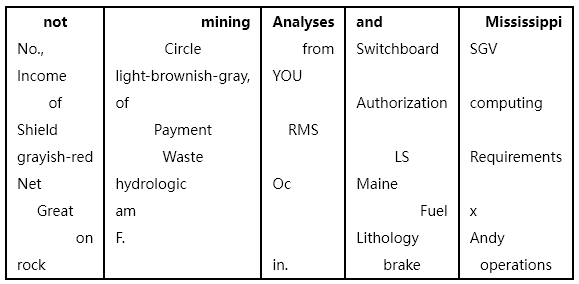 not mining Analyses and Mississippi
No., Circle from Switchboard SGV
Income light-brownish-gray, YOU
of of Authorization computing
Shield Payment RMS
grayish-red Waste LS Requirements
Net hydrologic Oc Maine
Great am Fuel x
on F. Lithology Andy
rock in. brake operations